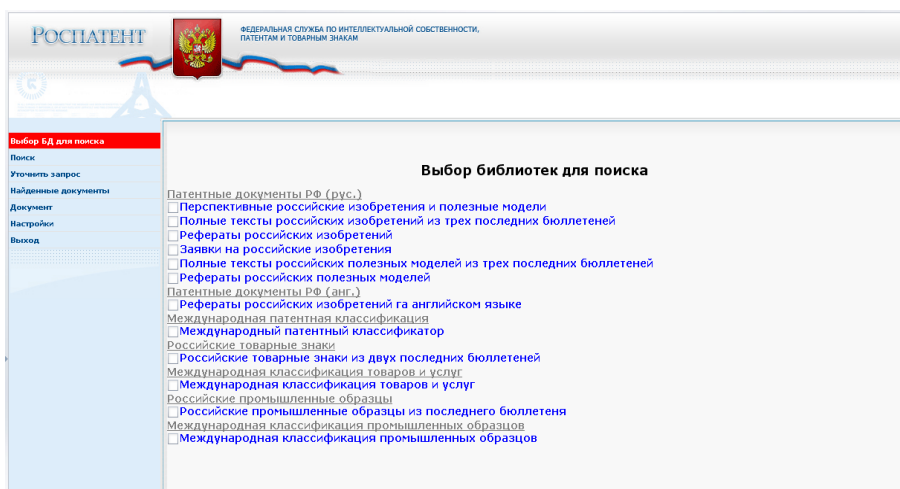 РОСПАТЕНТ
ФЕДЕРАЛЬНАЯ СЛУЖБА ПО ИНТЕЛЛЕКТУАЛЬНОЙ СОБСТВЕННОСТИ,
ПАТЕНТАМ И ТОВАРНЫМ ЗНАКАМ
Выбор БД для поиска
Поиск
Уточнить запрос
Найденные документы
Документ
Настройки
Выход
Выбор библиотек для поиска
Патентные документы РФ (рус.)
Перспективные российские изобретения и полезные модели
Полные тексты российских изобретений из трех последних бюллетеней
Рефераты российских изобретений
Заявки на российские изобретения
Полные тексты российских полезных моделей из трех последних бюллетеней
Рефераты российских полезных моделей
Патентные документы РФ (анг.)
Рефераты российских изобретений га английском языке
Международная патентная классификация
Международный патентный классификатор
Российские товарные знаки
Российские товарные знаки из двух последних бюллетеней
Международная классификация товаров и услуг
Международная классификация товаров и услуг
Российские промышленные образцы
Российские промышленные образцы из последнего бюллетеня
Международная классификация промышленных образцов
Международная классификация промышленных образцов